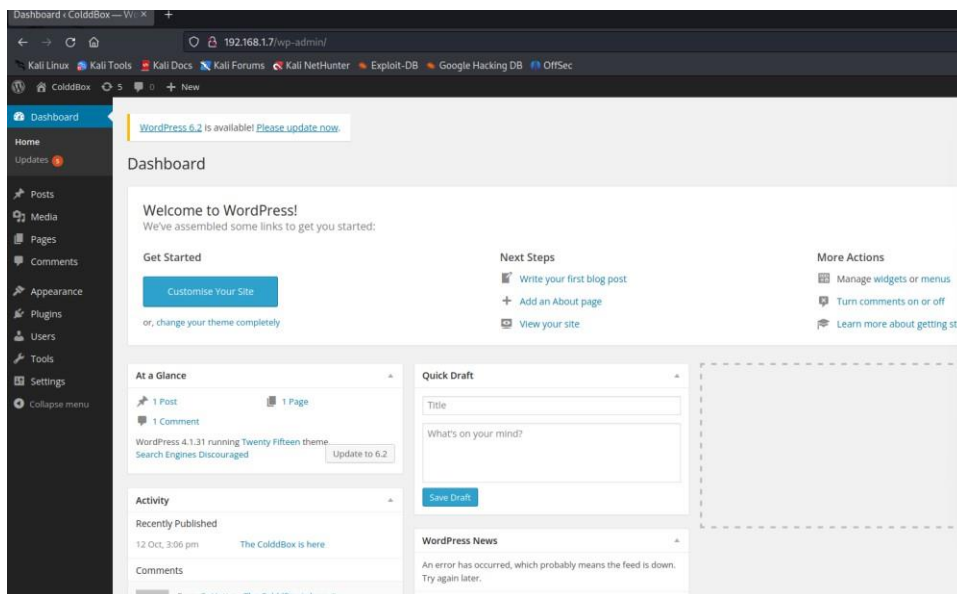 Dashboard ‹ ColddBox — W
192.168.1.7/wp-admin/
Kali Linux Kali Tools Kali Docs Kali Forums Kali NetHunter Exploit-DB Google Hacking DB OffSec
ColddBox 5 0 + New
Dashboard
Home
Updates 5
Posts
Media
Pages
Comments
Appearance
Plugins
Users
Tools
Settings
Collapse menu
WordPress 6.2 is available! Please update now.
Dashboard
Welcome to WordPress!
We've assembled some links to get you started:
Get Started
Customise Your Site
or, change your theme completely
Next Steps
Write your first blog post
Add an About page
View your site
More Actions
Manage widgets or menus
Turn comments on or off
Learn more about getting st
At a Glance
1 Post 1 Page
1 Comment
WordPress 4.1.31 running Twenty Fifteen theme.
Search Engines Discouraged Update to 6.2
Activity
Recently Published
12 Oct, 3:06 pm The ColddBox is here
Comments
Quick Draft
Title
What's on your mind?
Save Draft
WordPress News
An error has occurred, which probably means the feed is down.
Try again later.